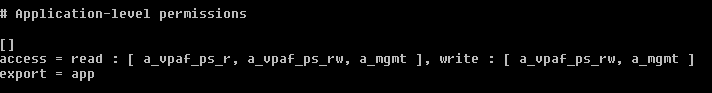 # Application-level permissions
[]
access = read : [ a_vpaf_ps_r, a_vpaf_ps_rw, a_mgmt ], write : [ a_vpaf_ps_rw, a_mgmt ]
export = app